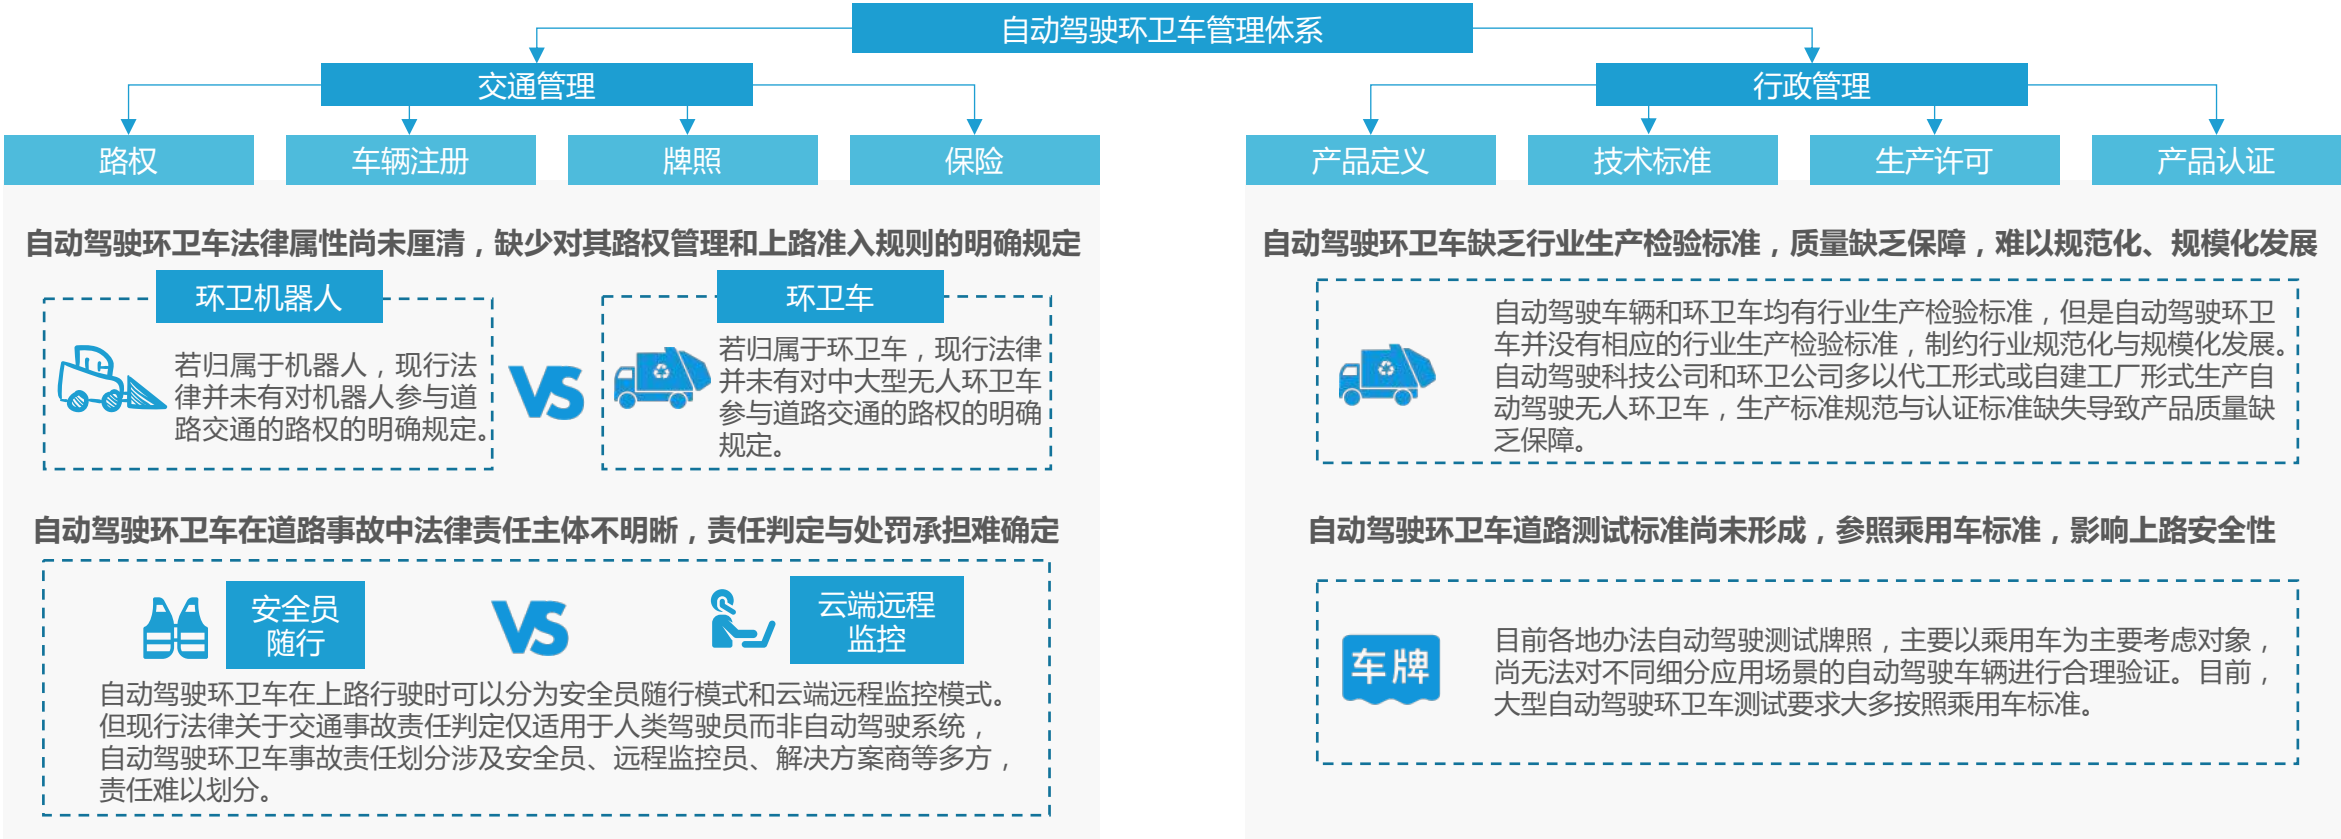 自动驾驶环卫车管理体系
交通管理
行政管理
路权
车辆注册
牌照
保险
产品定义
技术标准
生产许可
产品认证
自动驾驶环卫车法律属性尚未厘清，缺少对其路权管理和上路准入规则的明确规定
环卫机器人
若归属于机器人，现行法
律并未有对机器人参与道
路交通的路权的明确规定。
VS
环卫车
若归属于环卫车，现行法律
并未有对中大型无人环卫车
参与道路交通的路权的明确
规定。
自动驾驶环卫车在道路事故中法律责任主体不明晰，责任判定与处罚承担难确定
安全员
随行
VS
云端远程
监控
自动驾驶环卫车在上路行驶时可以分为安全员随行模式和云端远程监控模式。
但现行法律关于交通事故责任判定仅适用于人类驾驶员而非自动驾驶系统，
自动驾驶环卫车事故责任划分涉及安全员、远程监控员、解决方案商等多方，
责任难以划分。
自动驾驶环卫车缺乏行业生产检验标准，质量缺乏保障，难以规范化、规模化发展
自动驾驶车辆和环卫车均有行业生产检验标准，但是自动驾驶环卫
车并没有相应的行业生产检验标准，制约行业规范化与规模化发展。
自动驾驶科技公司和环卫公司多以代工形式或自建工厂形式生产自
动驾驶无人环卫车，生产标准规范与认证标准缺失导致产品质量缺
乏保障。
自动驾驶环卫车道路测试标准尚未形成，参照乘用车标准，影响上路安全性
车牌
目前各地办法自动驾驶测试牌照，主要以乘用车为主要考虑对象，
尚无法对不同细分应用场景的自动驾驶车辆进行合理验证。目前，
大型自动驾驶环卫车测试要求大多按照乘用车标准。